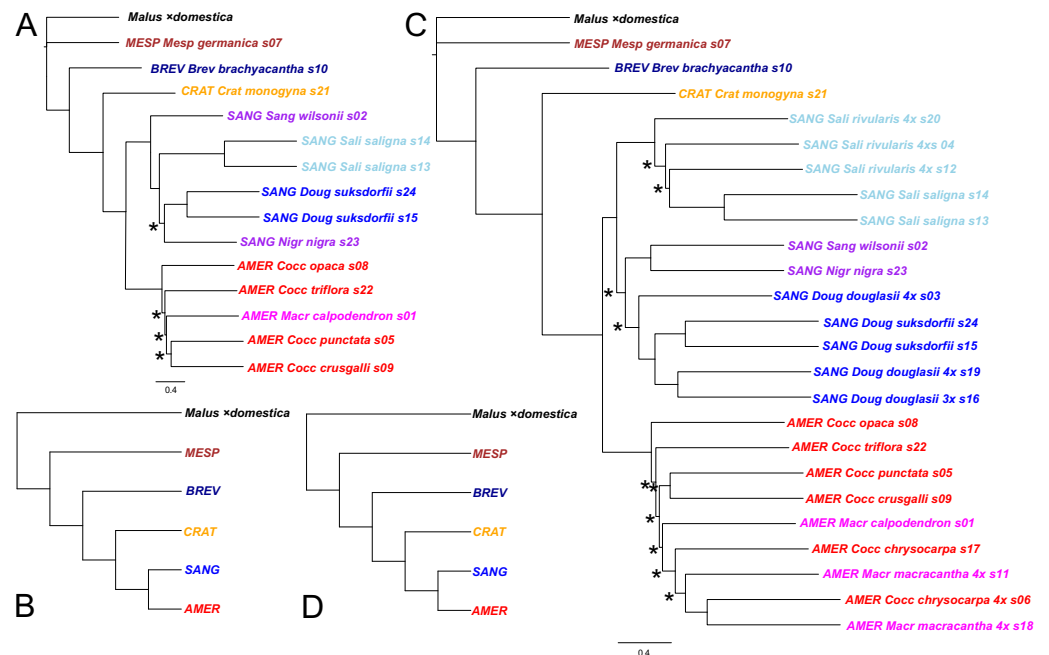 A
Malus ×domestica
MESP Mesp germanica s07
BREV Brev brachyacantha s10
CRAT Crat monogyna s21
SANG Sang wilsonii s02
SANG Sali saligna s14
SANG Sali saligna s13
SANG Doug suksdorfii s24
SANG Doug suksdorfii s15
*
SANG Nigr nigra s23
AMER Cocc opaca s08
AMER Cocc triflora s22
*
AMER Macr calpodendron s01
*
AMER Cocc punctata s05
*
AMER Cocc crusgalli s09
0.4
B
Malus ×domestica
MESP
BREV
CRAT
SANG
AMER
C
Malus ×domestica
MESP Mesp germanica s07
BREV Brev brachyacantha s10
CRAT Crat monogyna s21
SANG Sali rivularis 4x s20
SANG Sali rivularis 4xs 04
*
SANG Sali rivularis 4x s12
*
SANG Sali saligna s14
SANG Sali saligna s13
SANG Sang wilsonii s02
SANG Nigr nigra s23
*
SANG Doug douglasii 4x s03
SANG Doug suksdorfii s24
*
SANG Doug suksdorfii s15
SANG Doug douglasii 4x s19
SANG Doug douglasii 3x s16
AMER Cocc opaca s08
AMER Cocc triflora s22
AMER Cocc punctata s05
**
AMER Cocc crusgalli s09
*
AMER Macr calpodendron s01
*
AMER Cocc chrysocarpa s17
*
AMER Macr macracantha 4x s11
*
AMER Cocc chrysocarpa 4x s06
AMER Macr macracantha 4x s18
0.4
D
Malus ×domestica
MESP
BREV
CRAT
SANG
AMER